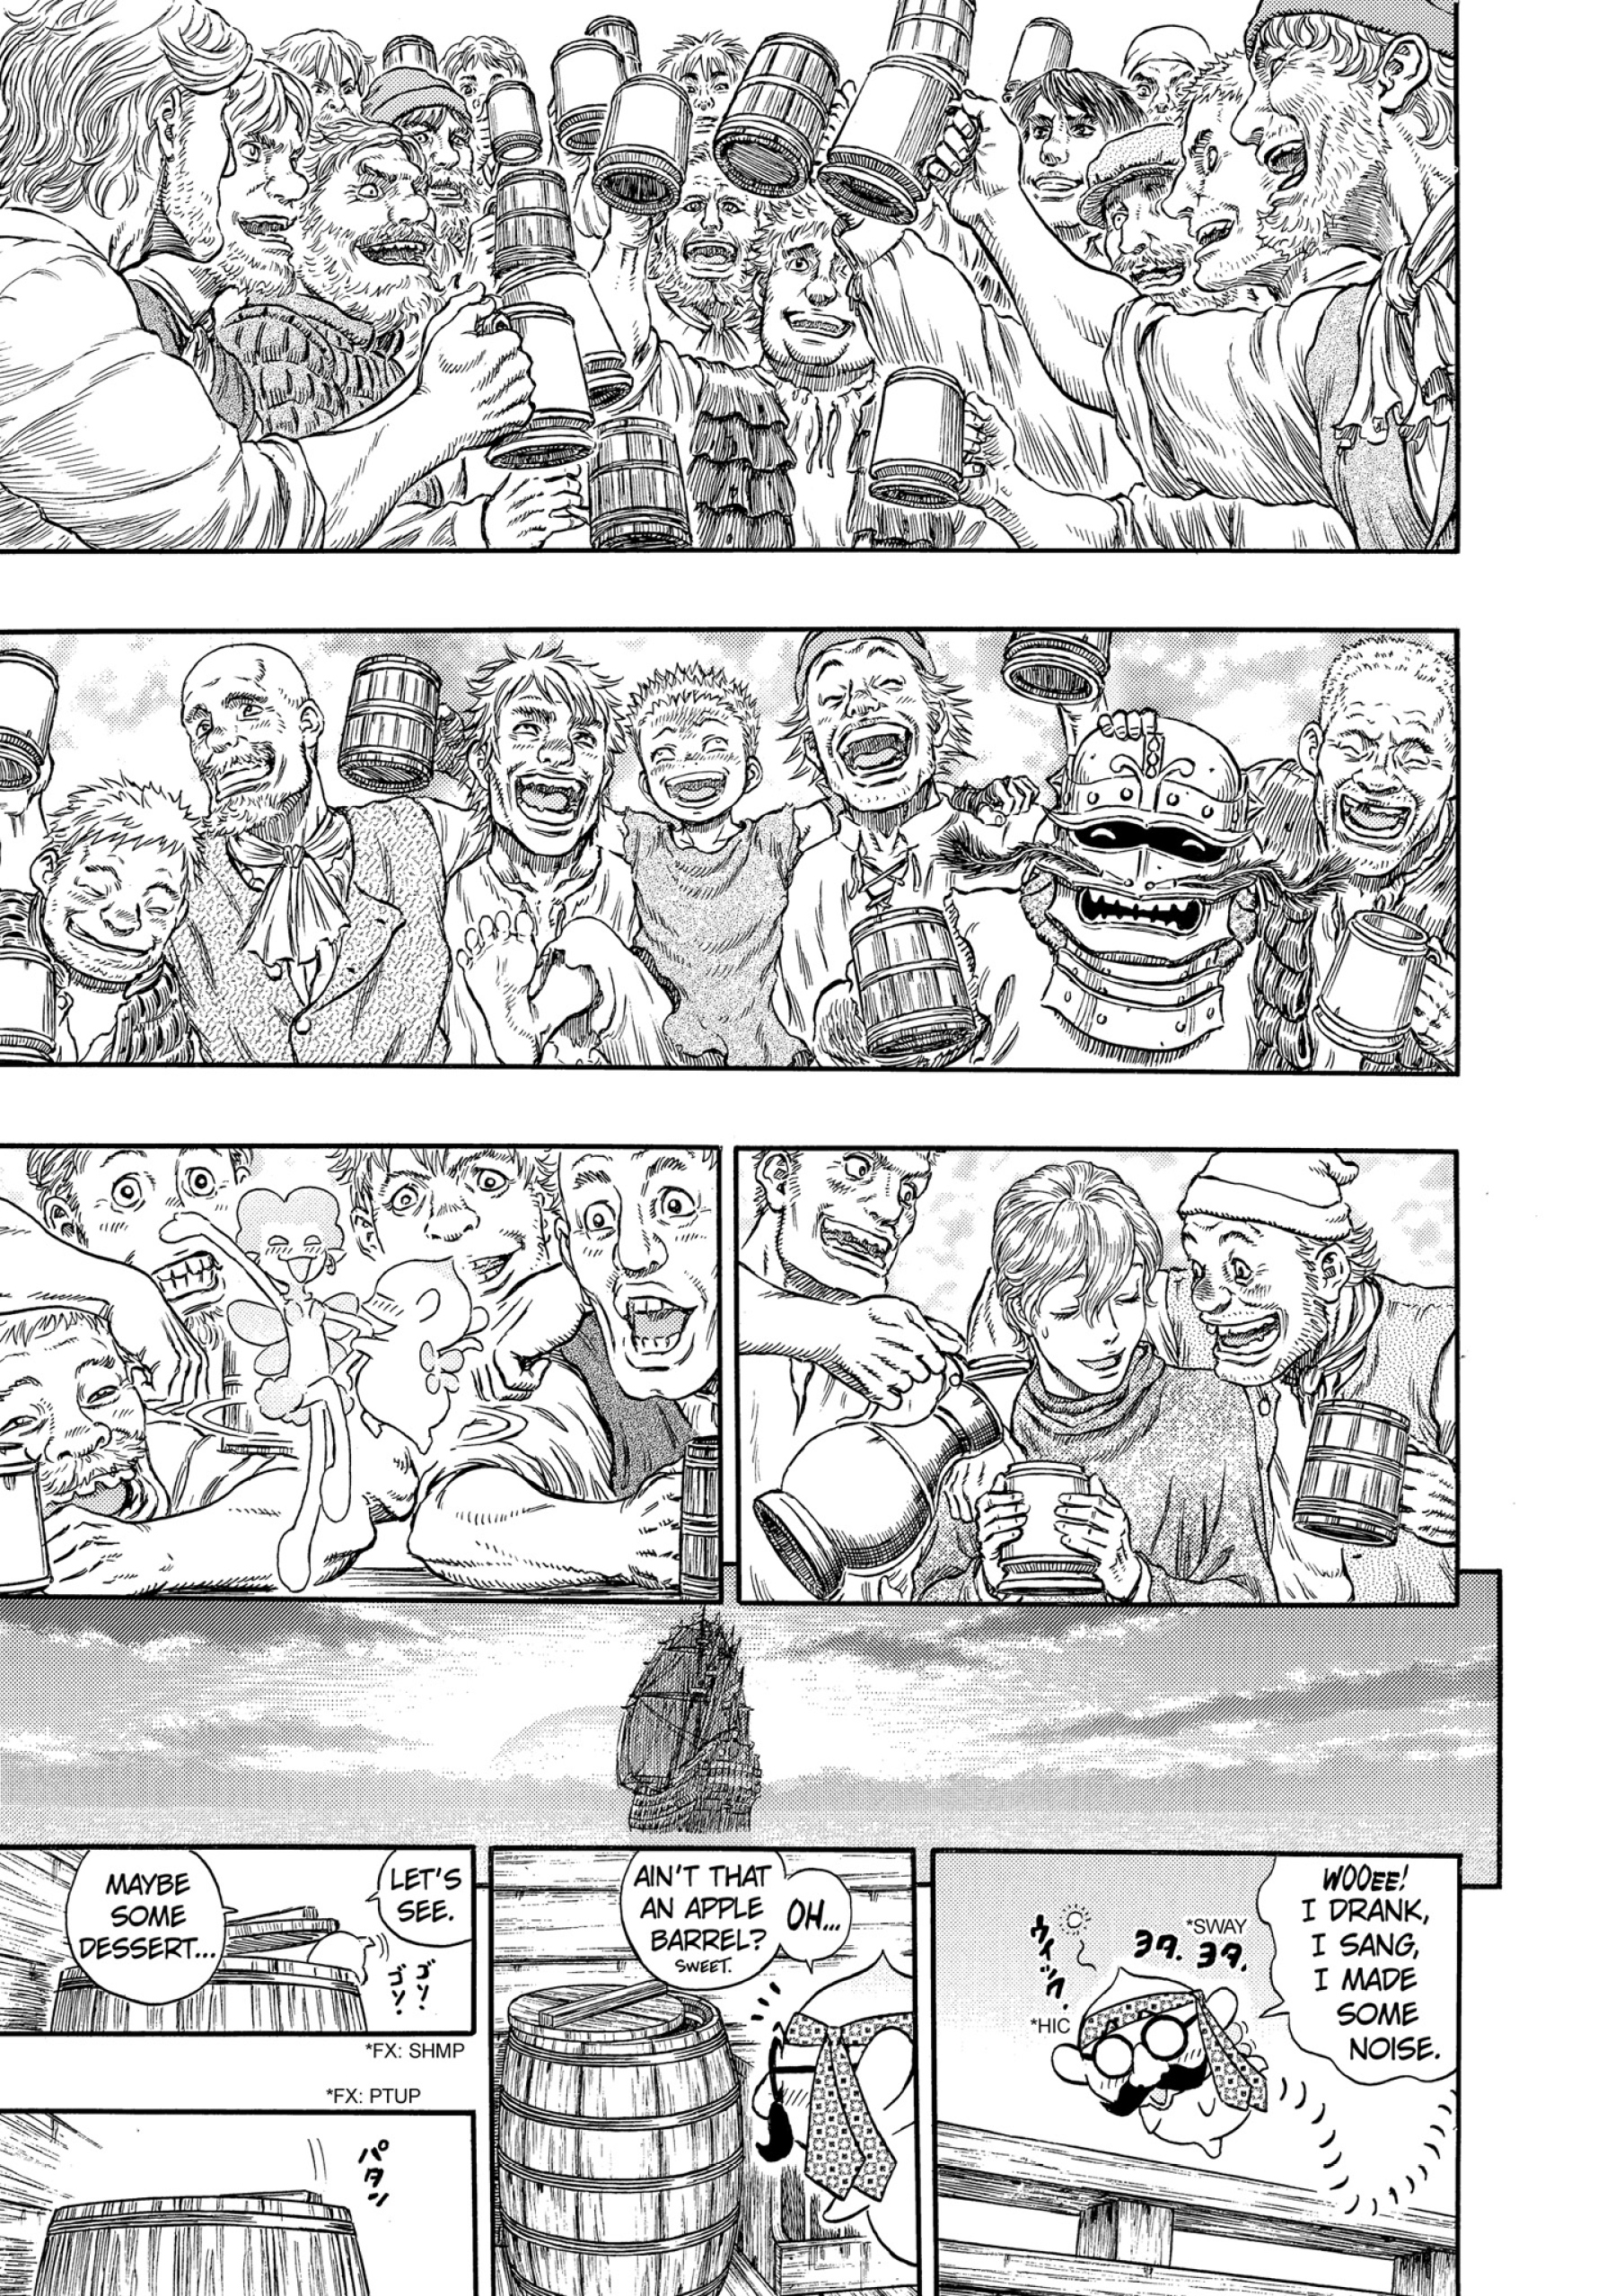 WOOEE!
I DRANK,
I SANG,
I MADE
SOME
NOISE.
*SWAY
ヨタ. ヨタ.
ウィック.
*HIC
OH...
AIN'T THAT
AN APPLE
BARREL?
SWEET.
LET'S
SEE.
ゴソ.
ゴソ.
MAYBE
SOME
DESSERT...
*FX: SHMP
*FX: PTUP
パタン